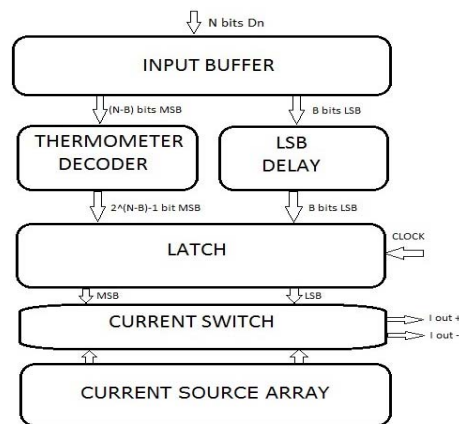 N bits Dn
INPUT BUFFER
(N-B) bits MSB
B bits LSB
THERMOMETER
DECODER
LSB
DELAY
2^(N-B)-1 bit MSB
B bits LSB
LATCH
CLOCK
MSB
LSB
CURRENT SWITCH
I out +
I out -
CURRENT SOURCE ARRAY